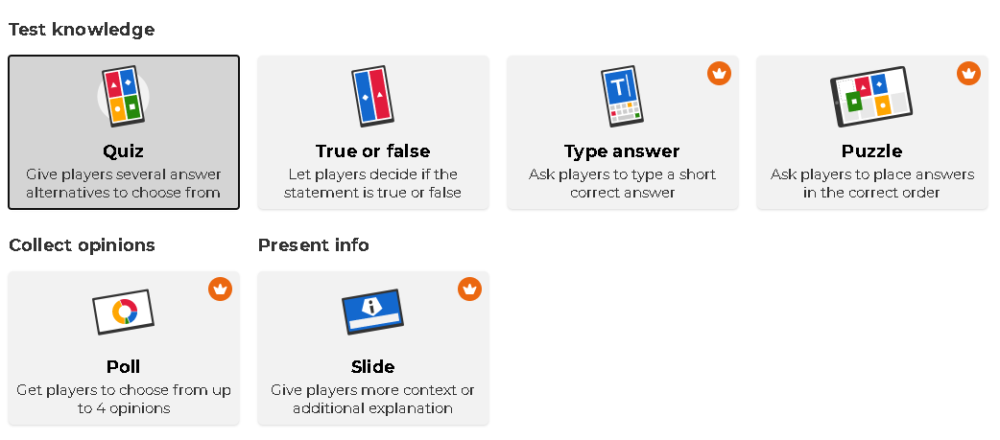 Test knowledge
Quiz
Give players several answer
alternatives to choose from
True or false
Let players decide if the
statement is true or false
Type answer
Ask players to type a short
correct answer
Puzzle
Ask players to place answers
in the correct order
Collect opinions
Poll
Get players to choose from up
to 4 opinions
Present info
Slide
Give players more context or
additional explanation